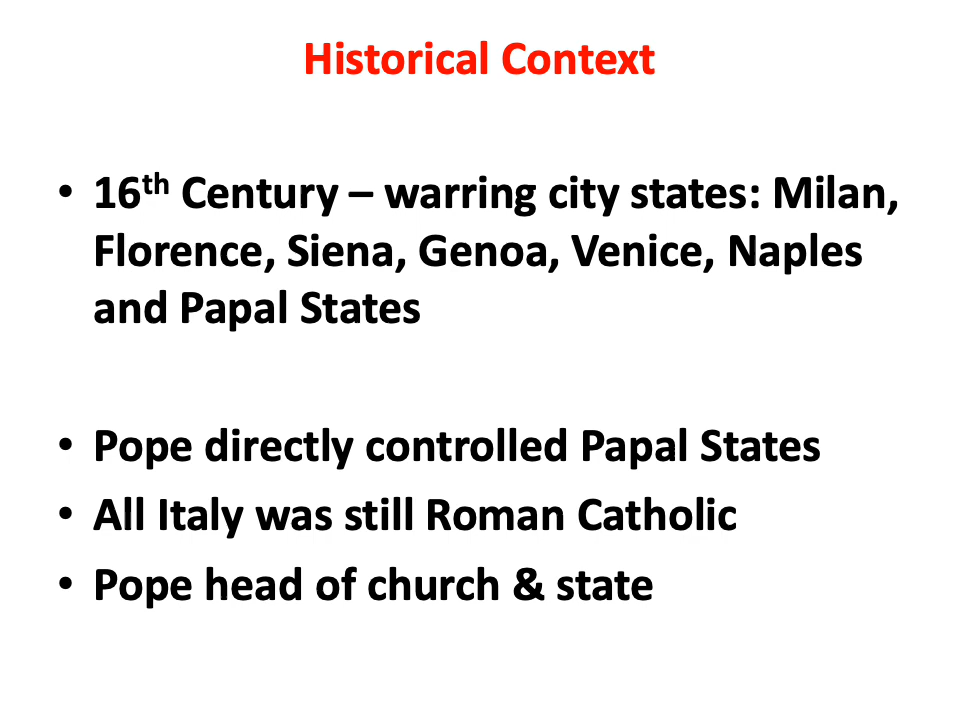 Historical Context
• 16th Century – warring city states: Milan,
Florence, Siena, Genoa, Venice, Naples
and Papal States
• Pope directly controlled Papal States
• All Italy was still Roman Catholic
• Pope head of church & state